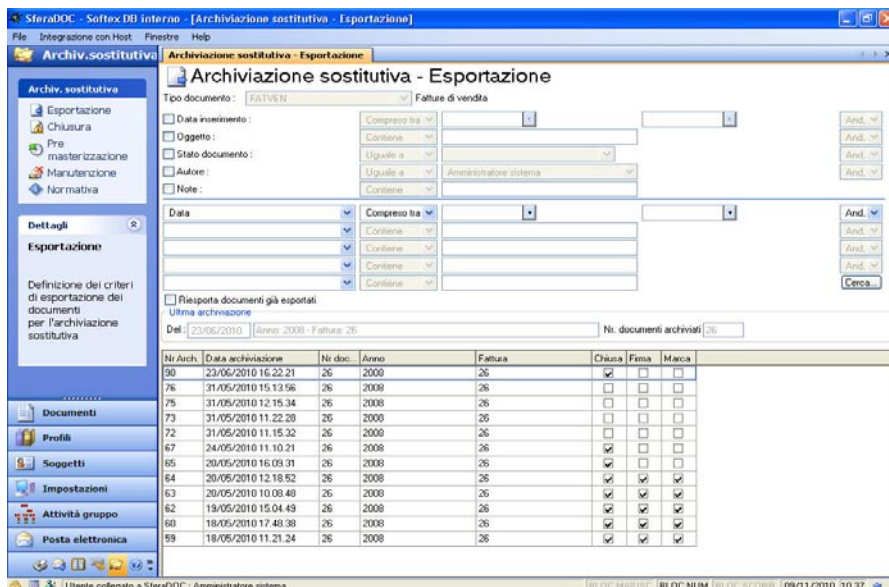 SferaDOC - Softex DB interno - [Archiviazione sostitutiva - Esportazione]
File Integrazione con Host Finestre Help
Archiv.sostitutiva
Archiviazione sostitutiva - Esportazione
Archiv. sostitutiva
Esportazione
Chiusura
Pre
masterizzazione
Manutenzione
Normativa
Dettagli
Esportazione
Definizione dei criteri
di esportazione dei
documenti
per l'archiviazione
sostitutiva
Documenti
Profili
Soggetti
Impostazioni
Attività gruppo
Posta elettronica
Archiviazione sostitutiva - Esportazione
Tipo documento : FATVEN Fatture di vendita
Data inserimento : Compreso tra And.
Oggetto : Contiene And.
Stato documento : Uguale a And.
Autore : Uguale a Amministratore sistema And.
Note : Contiene
Data Compreso tra And.
Contiene And.
Contiene And.
Contiene And.
Contiene Cerca...
Riesporta documenti già esportati
Ultima archiviazione
Del : 23/06/2010 Anno: 2008 - Fattura: 26 Nr. documenti archiviati 26
Nr Arch. Data archiviazione Nr doc... Anno Fattura Chiusa Firma Marca
90 23/06/2010 16.22.21 26 2008 26
76 31/05/2010 15.13.56 26 2008 26
75 31/05/2010 12.15.34 26 2008 26
73 31/05/2010 11.22.28 26 2008 26
72 31/05/2010 11.15.32 26 2008 26
67 24/05/2010 11.10.21 26 2008 26
65 20/05/2010 16.09.31 26 2008 26
64 20/05/2010 12.18.52 26 2008 26
63 20/05/2010 10.08.48 26 2008 26
62 19/05/2010 15.04.49 26 2008 26
60 18/05/2010 17.48.38 26 2008 26
59 18/05/2010 11.21.24 26 2008 26
Utente collegato a SferaDOC : Amministratore sistema BLOC MAIUSC BLOC NUM BLOC SCORR 09/11/2010 10.37